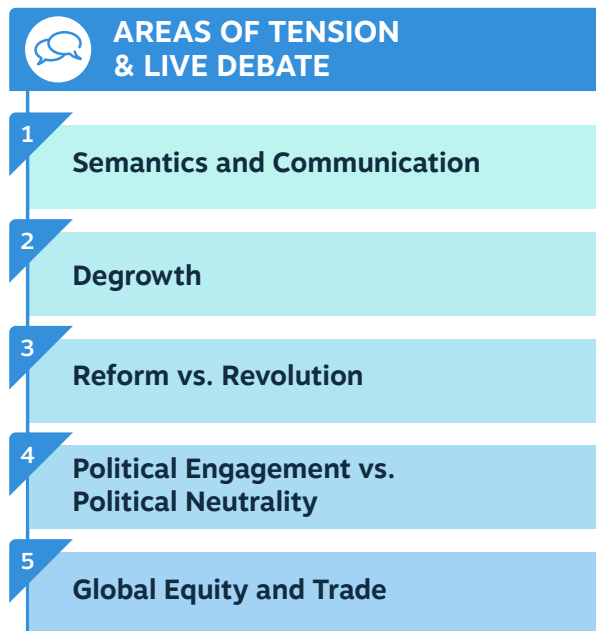 AREAS OF TENSION
& LIVE DEBATE
1
Semantics and Communication
2
Degrowth
3
Reform vs. Revolution
4
Political Engagement vs.
Political Neutrality
5
Global Equity and Trade